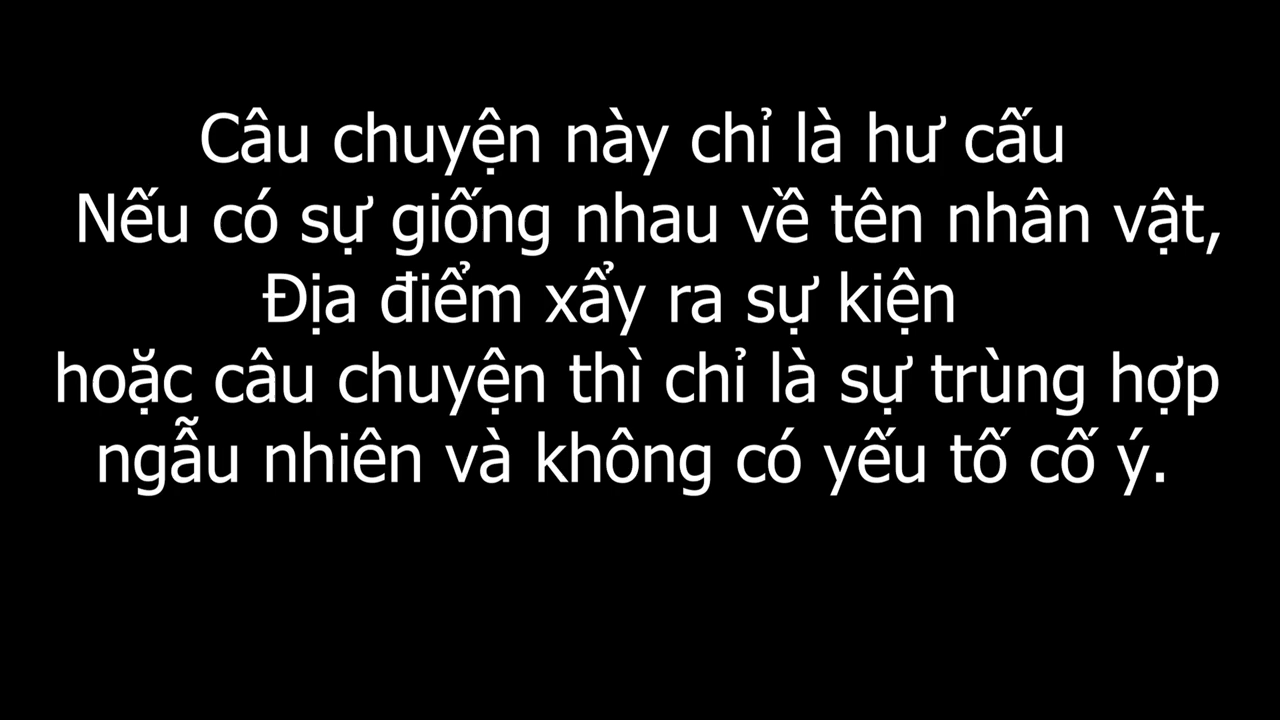 Câu chuyện này chỉ là hư cấu
Nếu có sự giống nhau về tên nhân vật,
Địa điểm xẩy ra sự kiện
hoặc câu chuyện thì chỉ là sự trùng hợp
ngẫu nhiên và không có yếu tố cố ý.